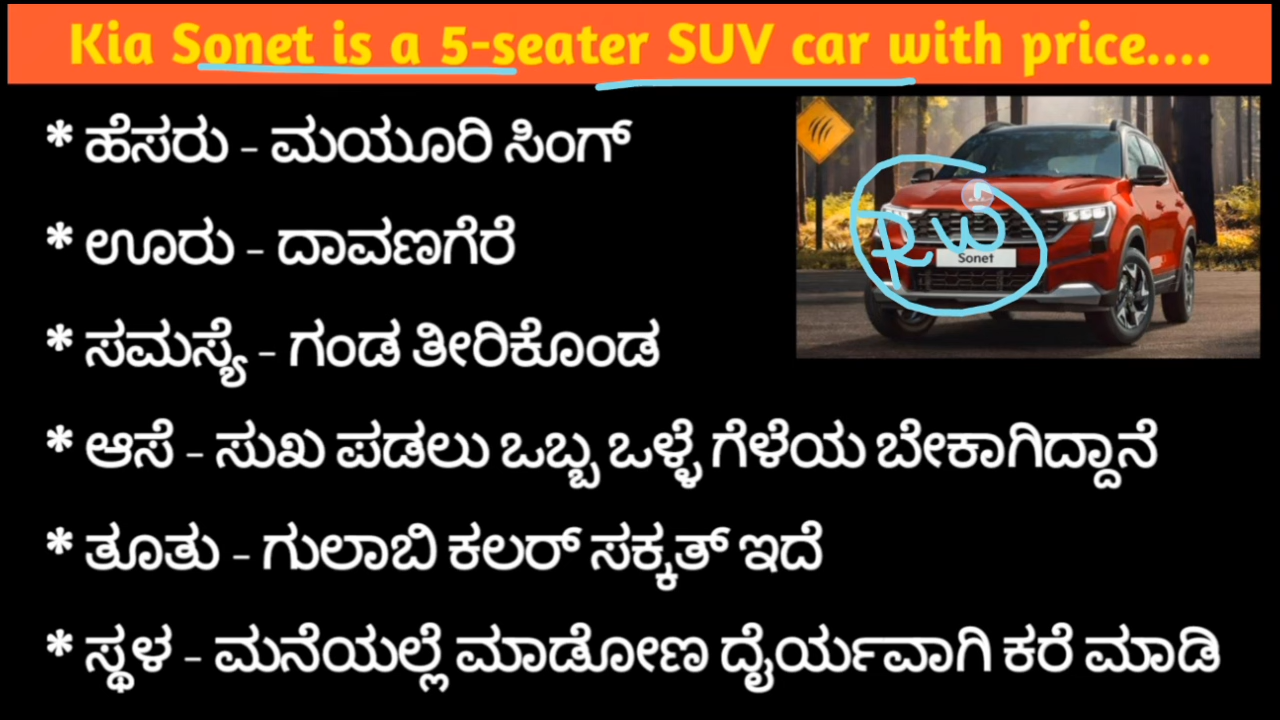 Kia Sonet is a 5-seater SUV car with price....
* ಹೆಸರು - ಮಯೂರಿ ಸಿಂಗ್
* ಊರು - ದಾವಣಗೆರೆ
RW
Sonet
* ಸಮಸ್ಯೆ - ಗಂಡ ತೀರಿಕೊಂಡ
* ಆಸೆ - ಸುಖ ಪಡಲು ಒಬ್ಬ ಒಳ್ಳೆ ಗೆಳೆಯ ಬೇಕಾಗಿದ್ದಾನೆ
* ತೂತು - ಗುಲಾಬಿ ಕಲರ್ ಸಕ್ಕತ್ ಇದೆ
* ಸ್ಥಳ - ಮನೆಯಲ್ಲೆ ಮಾಡೋಣ ದೈರ್ಯವಾಗಿ ಕರೆ ಮಾಡಿ